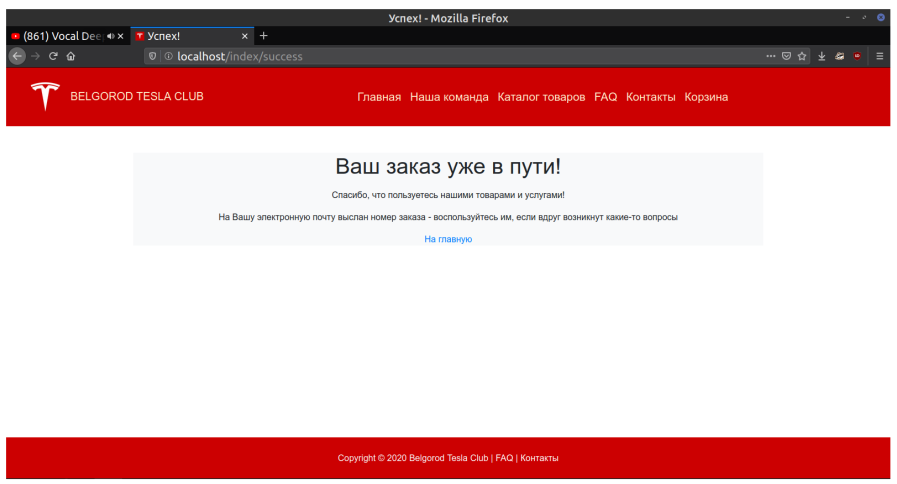 Успех! - Mozilla Firefox
(861) Vocal Dee
Успех!
localhost/index/success
BELGOROD TESLA CLUB
Главная Наша команда Каталог товаров FAQ Контакты Корзина
Ваш заказ уже в пути!
Спасибо, что пользуетесь нашими товарами и услугами!
На Вашу электронную почту выслан номер заказа - воспользуйтесь им, если вдруг возникнут какие-то вопросы
На главную
Copyright © 2020 Belgorod Tesla Club | FAQ | Контакты